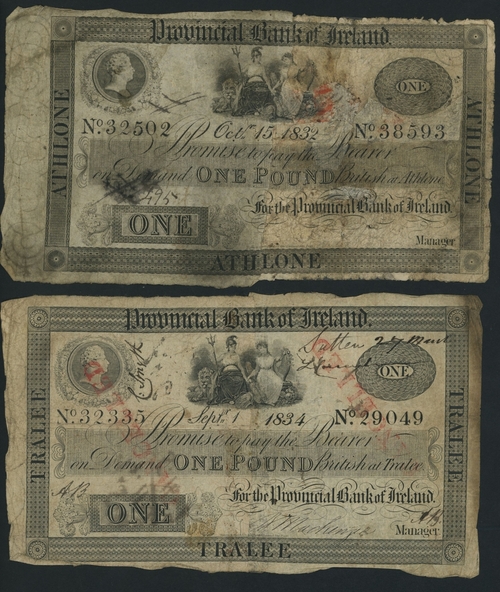 Provincial Bank of Ireland.
ONE
No. 32502 Octr. 15, 1832 No. 38593
Promise to pay the Bearer
on Demand ONE POUND British at Athlone
For the Provincial Bank of Ireland.
ONE
Manager
ATHLONE
ATHLONE
ATHLONE
Provincial Bank of Ireland.
ONE
No. 32335 Septr. 1 1834 No. 29049
Promise to pay the Bearer
on Demand ONE POUND British at Tralee.
For the Provincial Bank of Ireland.
ONE
Manager
TRALEE
TRALEE
TRALEE